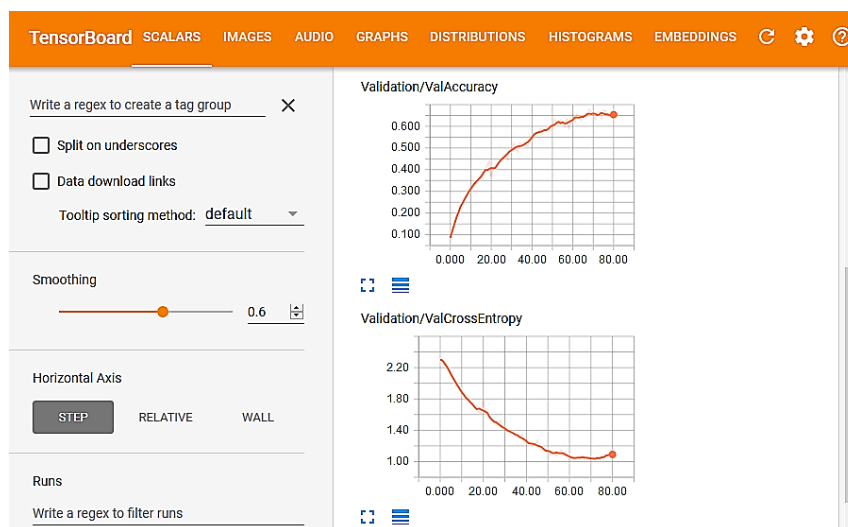 TensorBoard SCALARS IMAGES AUDIO GRAPHS DISTRIBUTIONS HISTOGRAMS EMBEDDINGS
Write a regex to create a tag group
Split on underscores
Data download links
Tooltip sorting method: default
Smoothing
0.6
Horizontal Axis
STEP RELATIVE WALL
Runs
Write a regex to filter runs
Validation/ValAccuracy
0.600
0.500
0.400
0.300
0.200
0.100
0.000 20.00 40.00 60.00 80.00
Validation/ValCrossEntropy
2.20
1.80
1.40
1.00
0.000 20.00 40.00 60.00 80.00